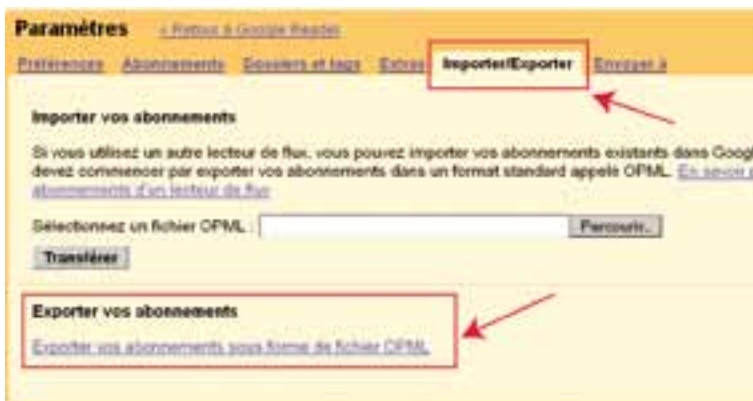 Paramètres « Retour à Google Reader
Préférences Abonnements Dossiers et tags Extras Importer/Exporter Envoyer à
Importer vos abonnements
Si vous utilisez un autre lecteur de flux, vous pouvez importer vos abonnements existants dans Googl
devez commencer par exporter vos abonnements dans un format standard appelé OPML. En savoir
abonnements d'un lecteur de flux
Sélectionnez un fichier OPML : Parcourir..
Transférer
Exporter vos abonnements
Exporter vos abonnements sous forme de fichier OPML